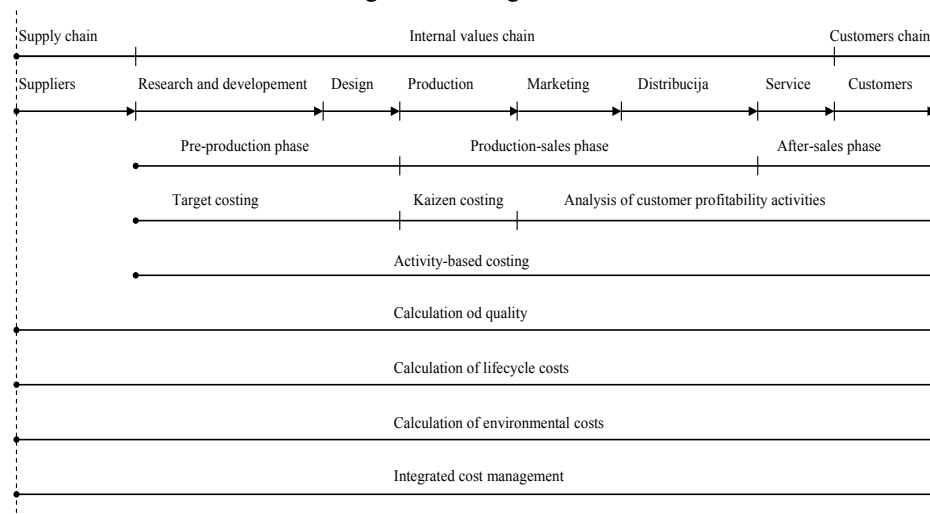 Supply chain Internal values chain Customers chain
Suppliers Research and developement Design Production Marketing Distribucija Service Customers
Pre-production phase Production-sales phase After-sales phase
Target costing Kaizen costing Analysis of customer profitability activities
Activity-based costing
Calculation od quality
Calculation of lifecycle costs
Calculation of environmental costs
Integrated cost management